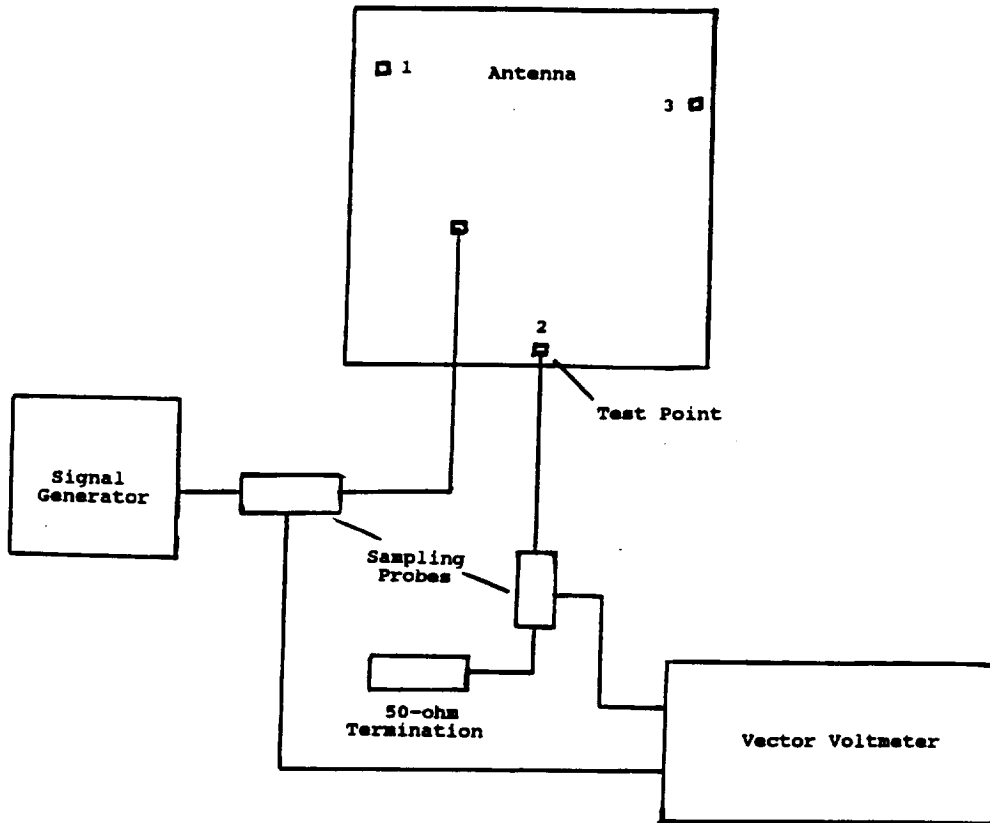 1
Antenna
3
2
Test Point
Signal
Generator
Sampling
Probes
50-ohm
Termination
Vector Voltmeter